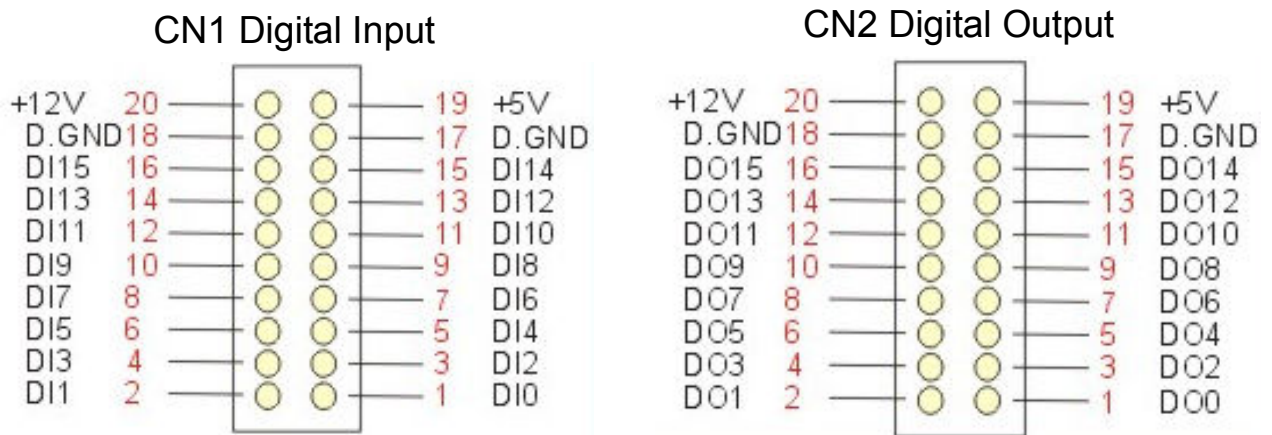 CN1 Digital Input
+12V 20 19 +5V
D.GND 18 17 D.GND
DI15 16 15 DI14
DI13 14 13 DI12
DI11 12 11 DI10
DI9 10 9 DI8
DI7 8 7 DI6
DI5 6 5 DI4
DI3 4 3 DI2
DI1 2 1 DI0
CN2 Digital Output
+12V 20 19 +5V
D.GND 18 17 D.GND
DO15 16 15 DO14
DO13 14 13 DO12
DO11 12 11 DO10
DO9 10 9 DO8
DO7 8 7 DO6
DO5 6 5 DO4
DO3 4 3 DO2
DO1 2 1 DO0